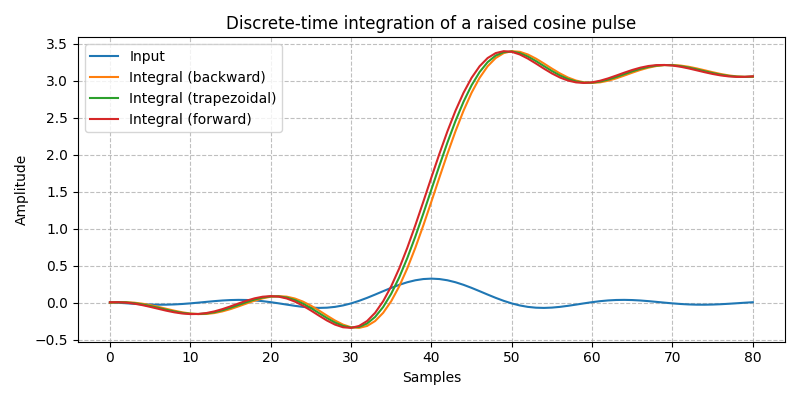 Discrete-time integration of a raised cosine pulse
Input
Integral (backward)
Integral (trapezoidal)
Integral (forward)
Amplitude
3.5
3.0
2.5
2.0
1.5
1.0
0.5
0.0
−0.5
0 10 20 30 40 50 60 70 80
Samples